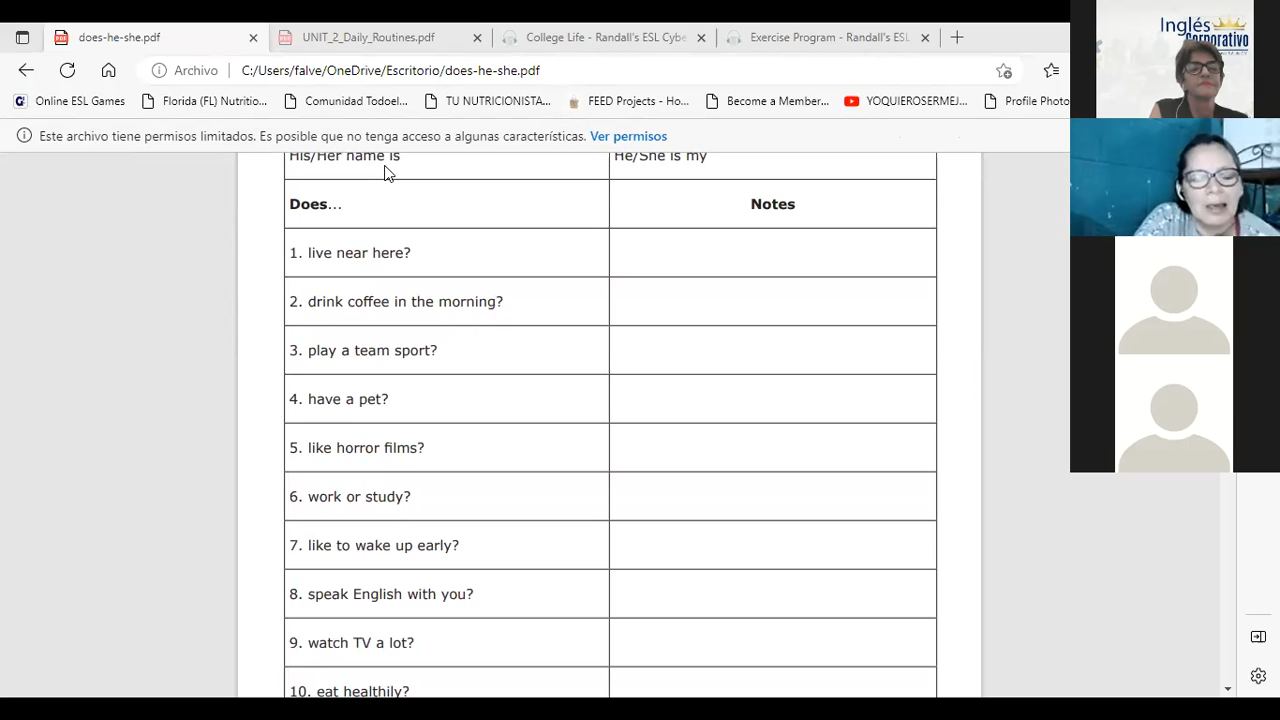 does-he-she.pdf
UNIT_2_Daily_Routines.pdf
College Life - Randall's ESL Cybe
Exercise Program - Randall's ESL
Archivo
C:/Users/falve/OneDrive/Escritorio/does-he-she.pdf
Online ESL Games
Florida (FL) Nutritio...
Comunidad Todoel...
TU NUTRICIONISTA...
FEED Projects - Ho...
Become a Member...
YOQUIEROSERMEJ...
Profile Photo
Este archivo tiene permisos limitados. Es posible que no tenga acceso a algunas características. Ver permisos
His/Her name is
He/She is my
Does...
Notes
1. live near here?
2. drink coffee in the morning?
3. play a team sport?
4. have a pet?
5. like horror films?
6. work or study?
7. like to wake up early?
8. speak English with you?
9. watch TV a lot?
10. eat healthily?
Inglés
Corporativo